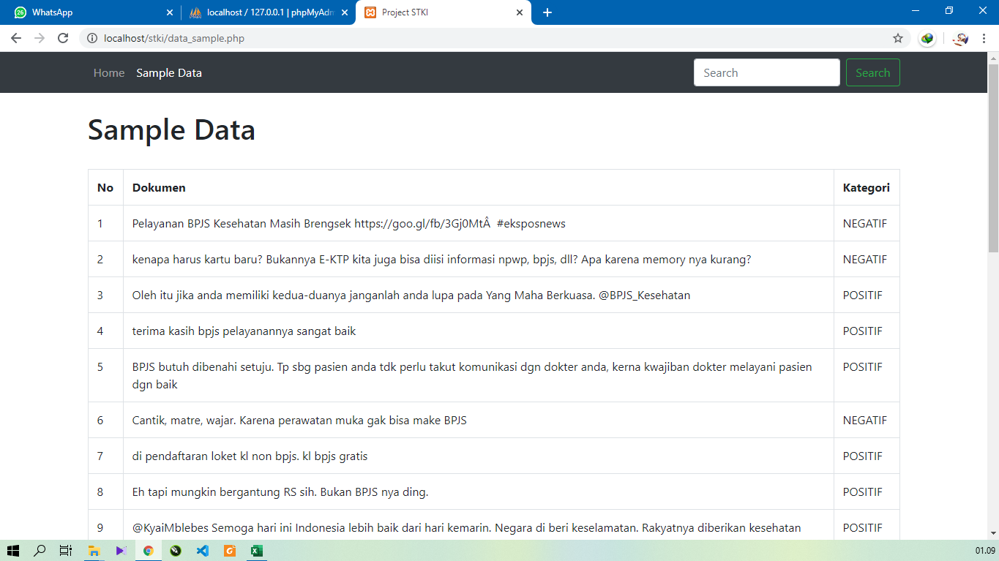 26 WhatsApp
localhost / 127.0.0.1 | phpMyAdm
Project STKI
localhost/stki/data_sample.php
Home Sample Data Search Search
Sample Data
No Dokumen Kategori
1 Pelayanan BPJS Kesehatan Masih Brengsek https://goo.gl/fb/3Gj0MtÂ  #eksposnews NEGATIF
2 kenapa harus kartu baru? Bukannya E-KTP kita juga bisa diisi informasi npwp, bpjs, dll? Apa karena memory nya kurang? NEGATIF
3 Oleh itu jika anda memiliki kedua-duanya janganlah anda lupa pada Yang Maha Berkuasa. @BPJS_Kesehatan POSITIF
4 terima kasih bpjs pelayanannya sangat baik POSITIF
5 BPJS butuh dibenahi setuju. Tp sbg pasien anda tdk perlu takut komunikasi dgn dokter anda, kerna kwajiban dokter melayani pasien POSITIF
dgn baik
6 Cantik, matre, wajar. Karena perawatan muka gak bisa make BPJS NEGATIF
7 di pendaftaran loket kl non bpjs. kl bpjs gratis POSITIF
8 Eh tapi mungkin bergantung RS sih. Bukan BPJS nya ding. POSITIF
9 @KyaiMblebes Semoga hari ini Indonesia lebih baik dari hari kemarin. Negara di beri keselamatan. Rakyatnya diberikan kesehatan POSITIF
01.09